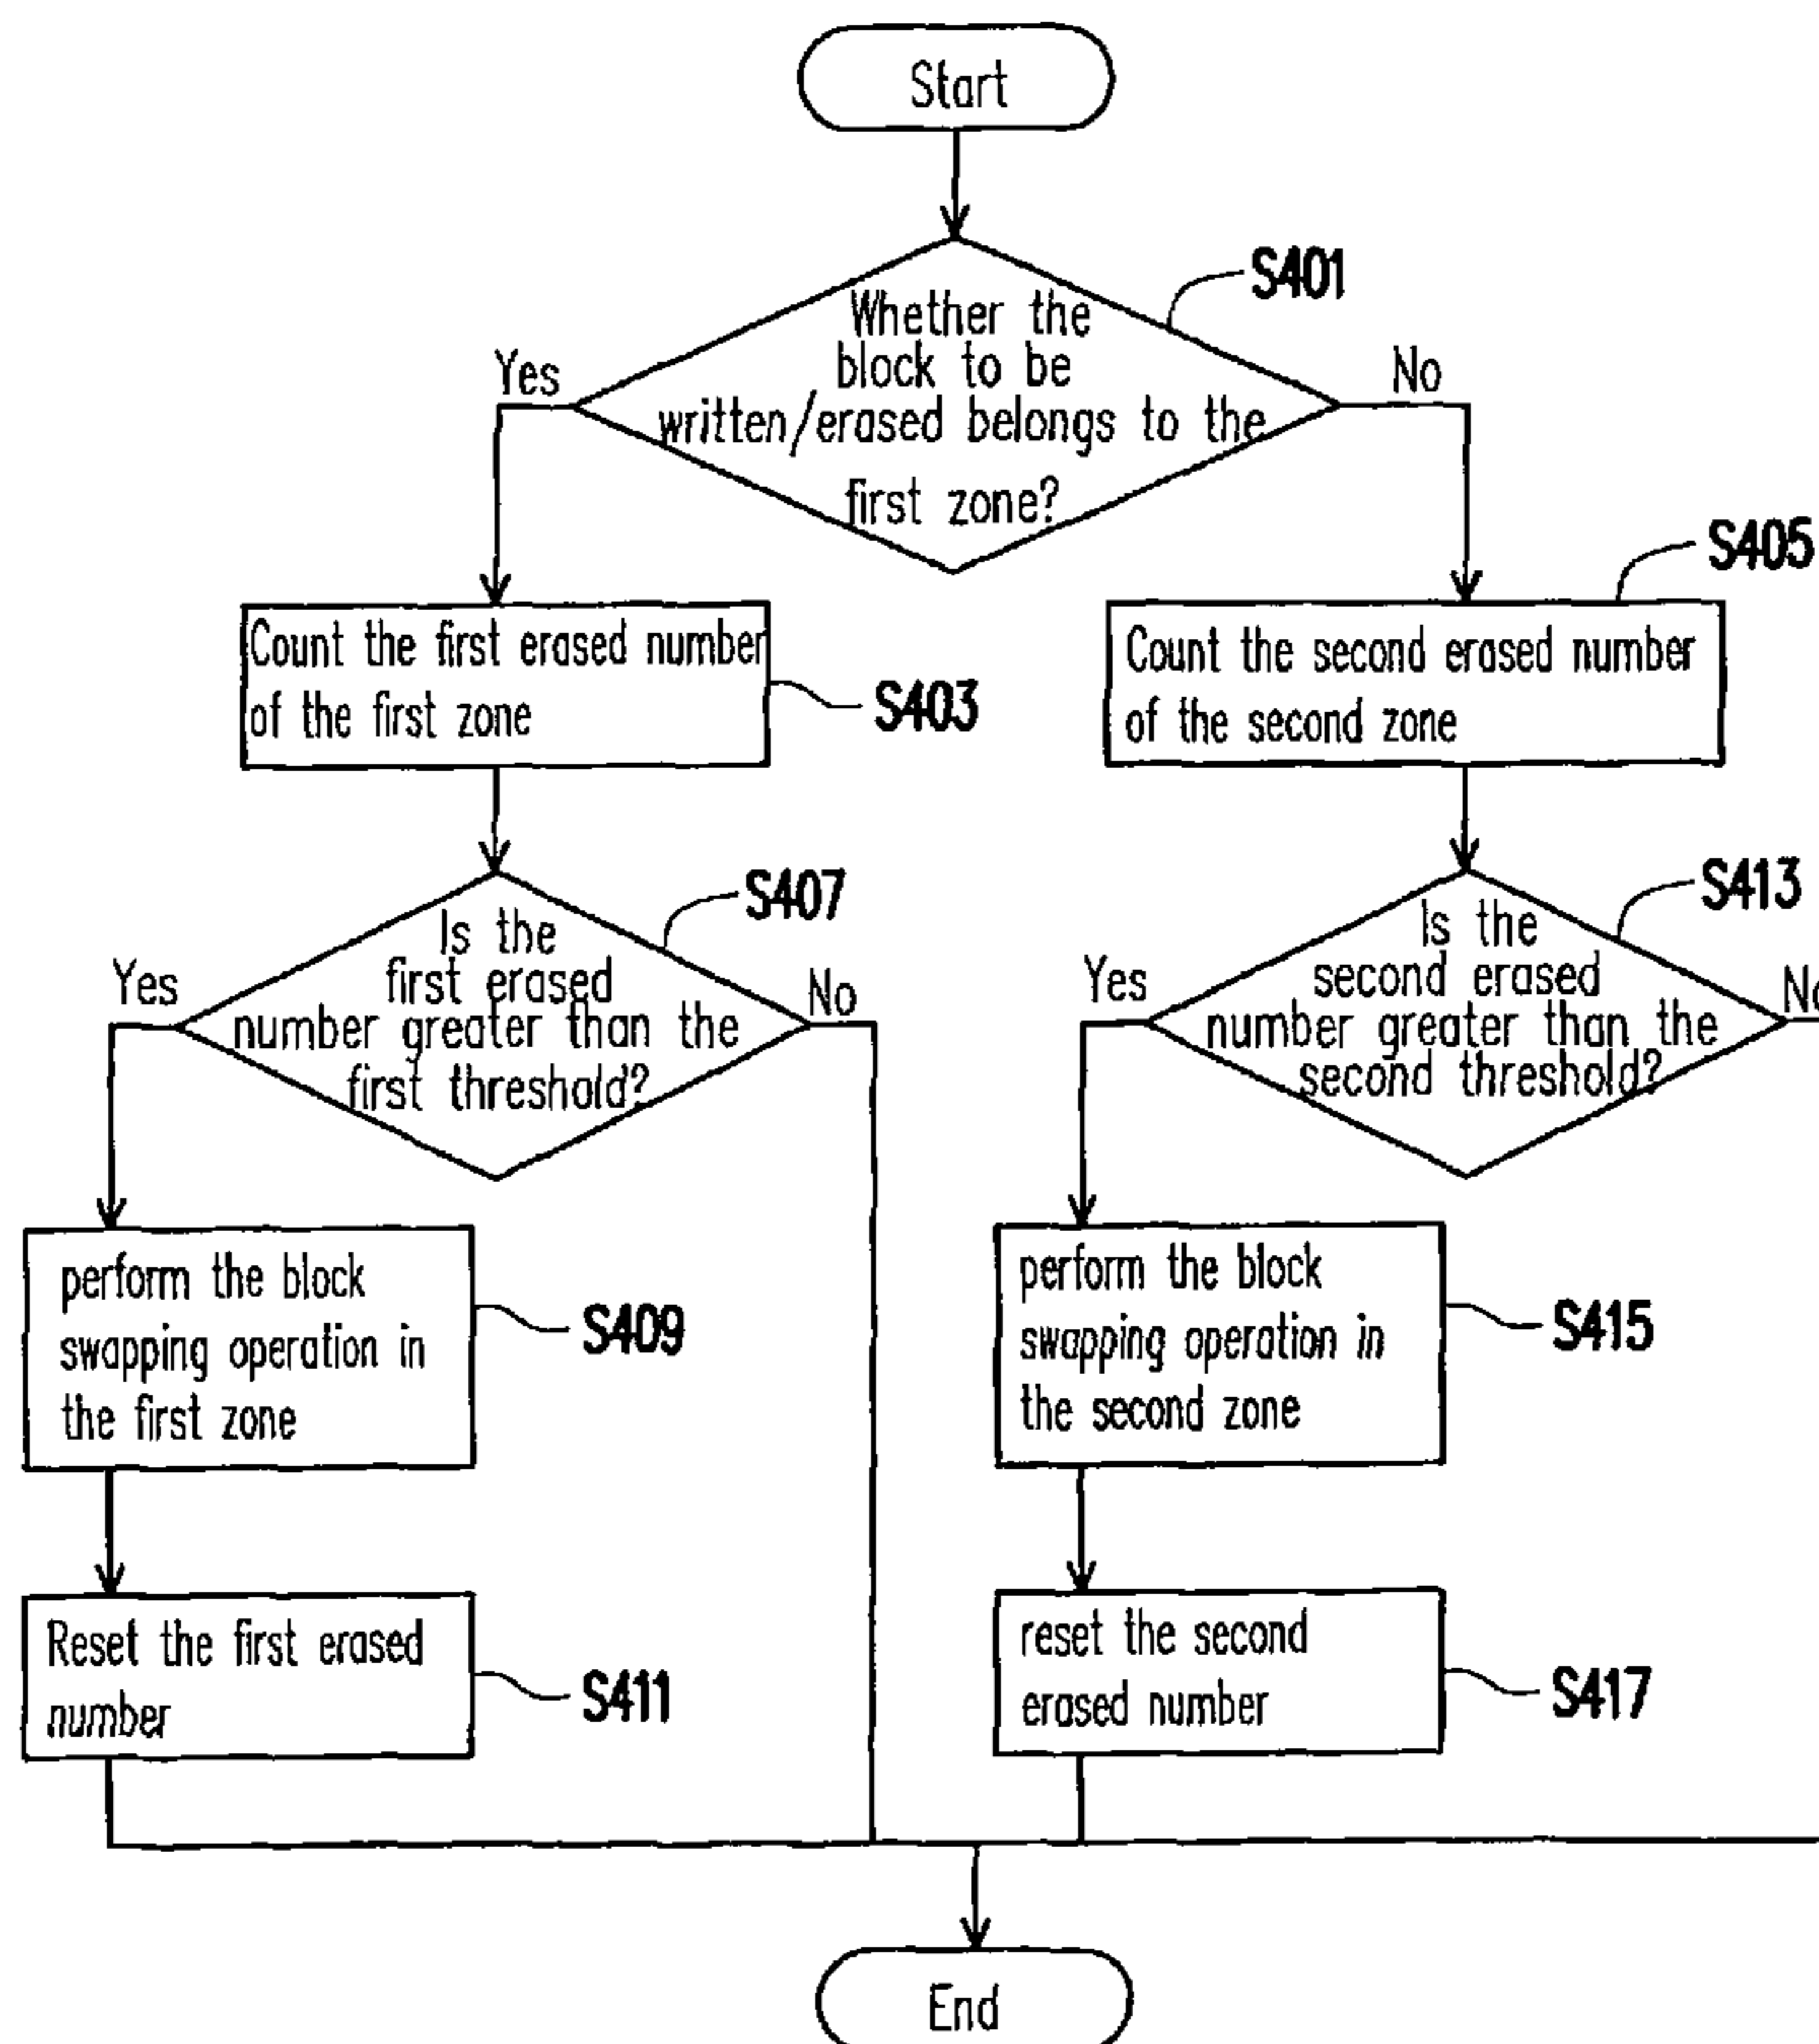 Start
S401
Whether the
block to be
written/erased belongs to the
first zone?
Yes
No
S405
Count the first erased number
of the first zone
S403
Count the second erased number
of the second zone
S407
Is the
first erased
number greater than the
first threshold?
Yes
No
S413
Is the
second erased
number greater than the
second threshold?
Yes
No
perform the block
swapping operation in
the first zone
S409
perform the block
swapping operation in
the second zone
S415
Reset the first erased
number
S411
reset the second
erased number
S417
End